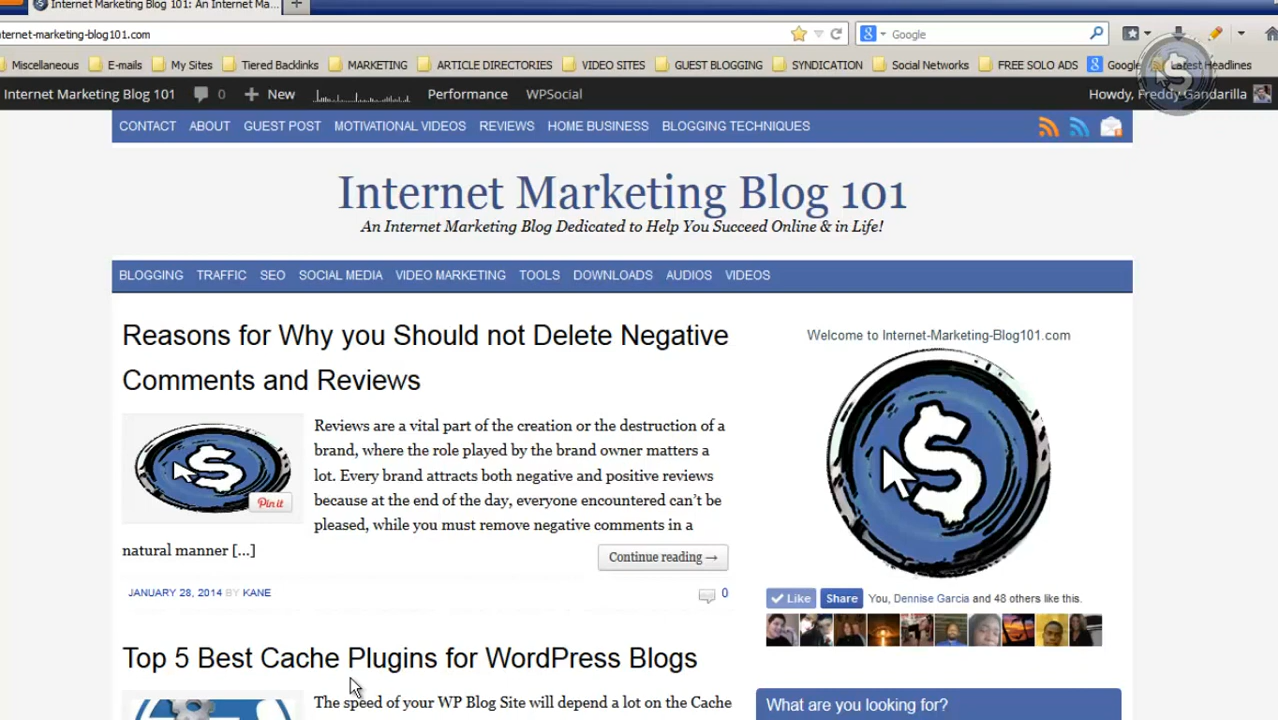 Internet Marketing Blog 101: An Internet Ma...
nternet-marketing-blog101.com
Google
Miscellaneous E-mails My Sites Tiered Backlinks MARKETING ARTICLE DIRECTORIES VIDEO SITES GUEST BLOGGING SYNDICATION Social Networks FREE SOLO ADS Google Latest Headlines
Internet Marketing Blog 101 0 New Performance WPSocial Howdy, Freddy Gandarilla
CONTACT ABOUT GUEST POST MOTIVATIONAL VIDEOS REVIEWS HOME BUSINESS BLOGGING TECHNIQUES
Internet Marketing Blog 101
An Internet Marketing Blog Dedicated to Help You Succeed Online & in Life!
BLOGGING TRAFFIC SEO SOCIAL MEDIA VIDEO MARKETING TOOLS DOWNLOADS AUDIOS VIDEOS
Reasons for Why you Should not Delete Negative
Comments and Reviews
Reviews are a vital part of the creation or the destruction of a
brand, where the role played by the brand owner matters a
lot. Every brand attracts both negative and positive reviews
because at the end of the day, everyone encountered can't be
pleased, while you must remove negative comments in a
natural manner [...]
Pin it
Continue reading →
JANUARY 28, 2014 BY KANE 0
Top 5 Best Cache Plugins for WordPress Blogs
The speed of your WP Blog Site will depend a lot on the Cache
Welcome to Internet-Marketing-Blog101.com
Like Share You, Dennise Garcia and 48 others like this.
What are you looking for?